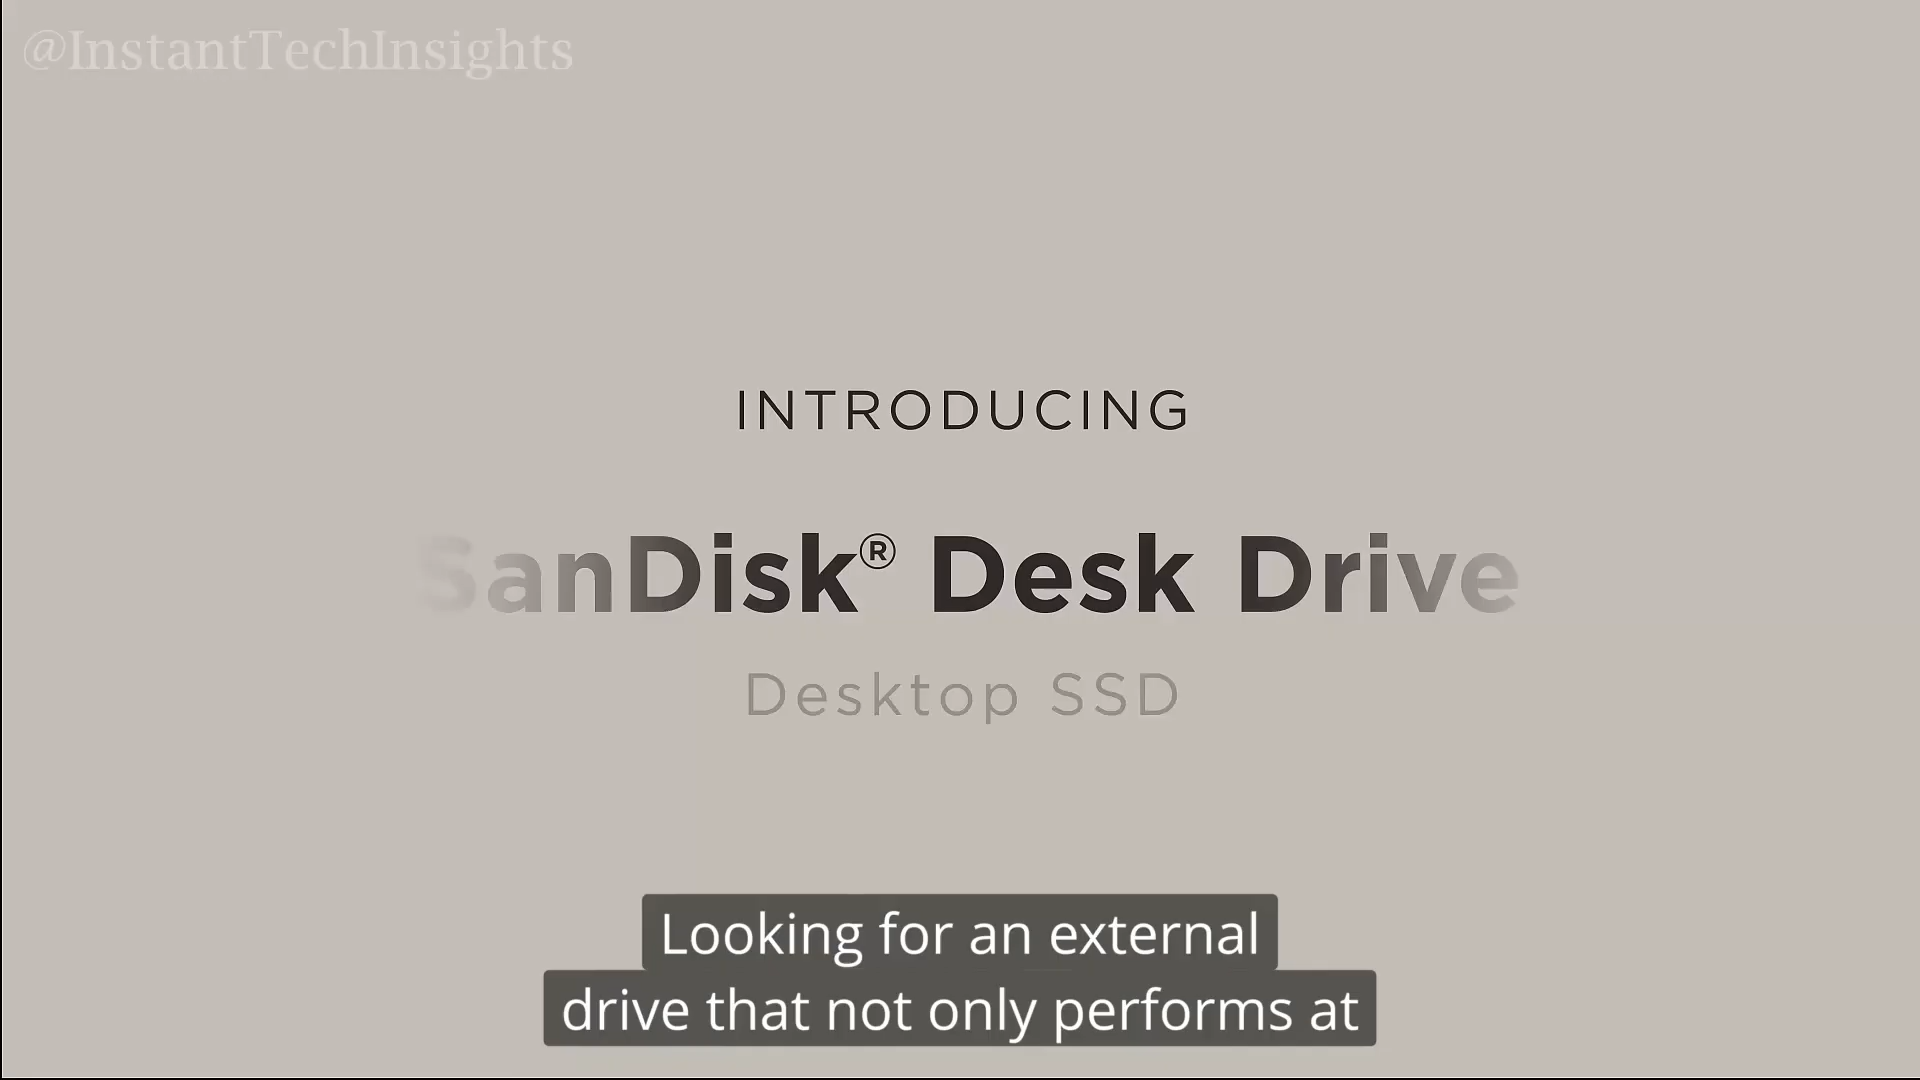 @InstantTechInsights
INTRODUCING
SanDisk® Desk Drive
Desktop SSD
Looking for an external
drive that not only performs at